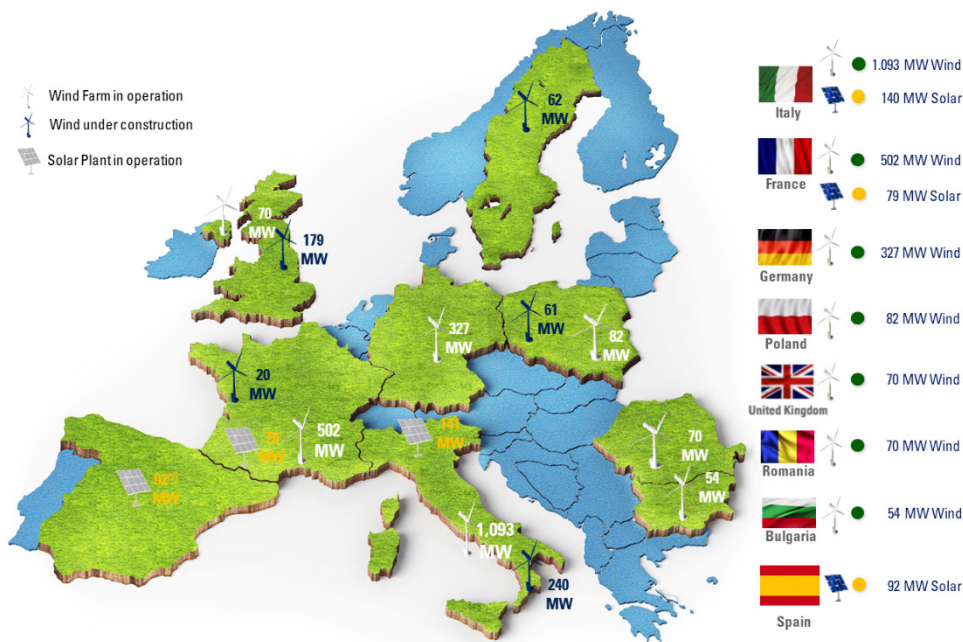 Wind Farm in operation
Wind under construction
Solar Plant in operation
62
MW
70
MW
179
MW
327
MW
61
MW
82
MW
20
MW
79
MW
502
MW
141
MW
92
MW
70
MW
54
MW
1,093
MW
240
MW
1.093 MW Wind
140 MW Solar
Italy
502 MW Wind
79 MW Solar
France
327 MW Wind
Germany
82 MW Wind
Poland
70 MW Wind
United Kingdom
70 MW Wind
Romania
54 MW Wind
Bulgaria
92 MW Solar
Spain